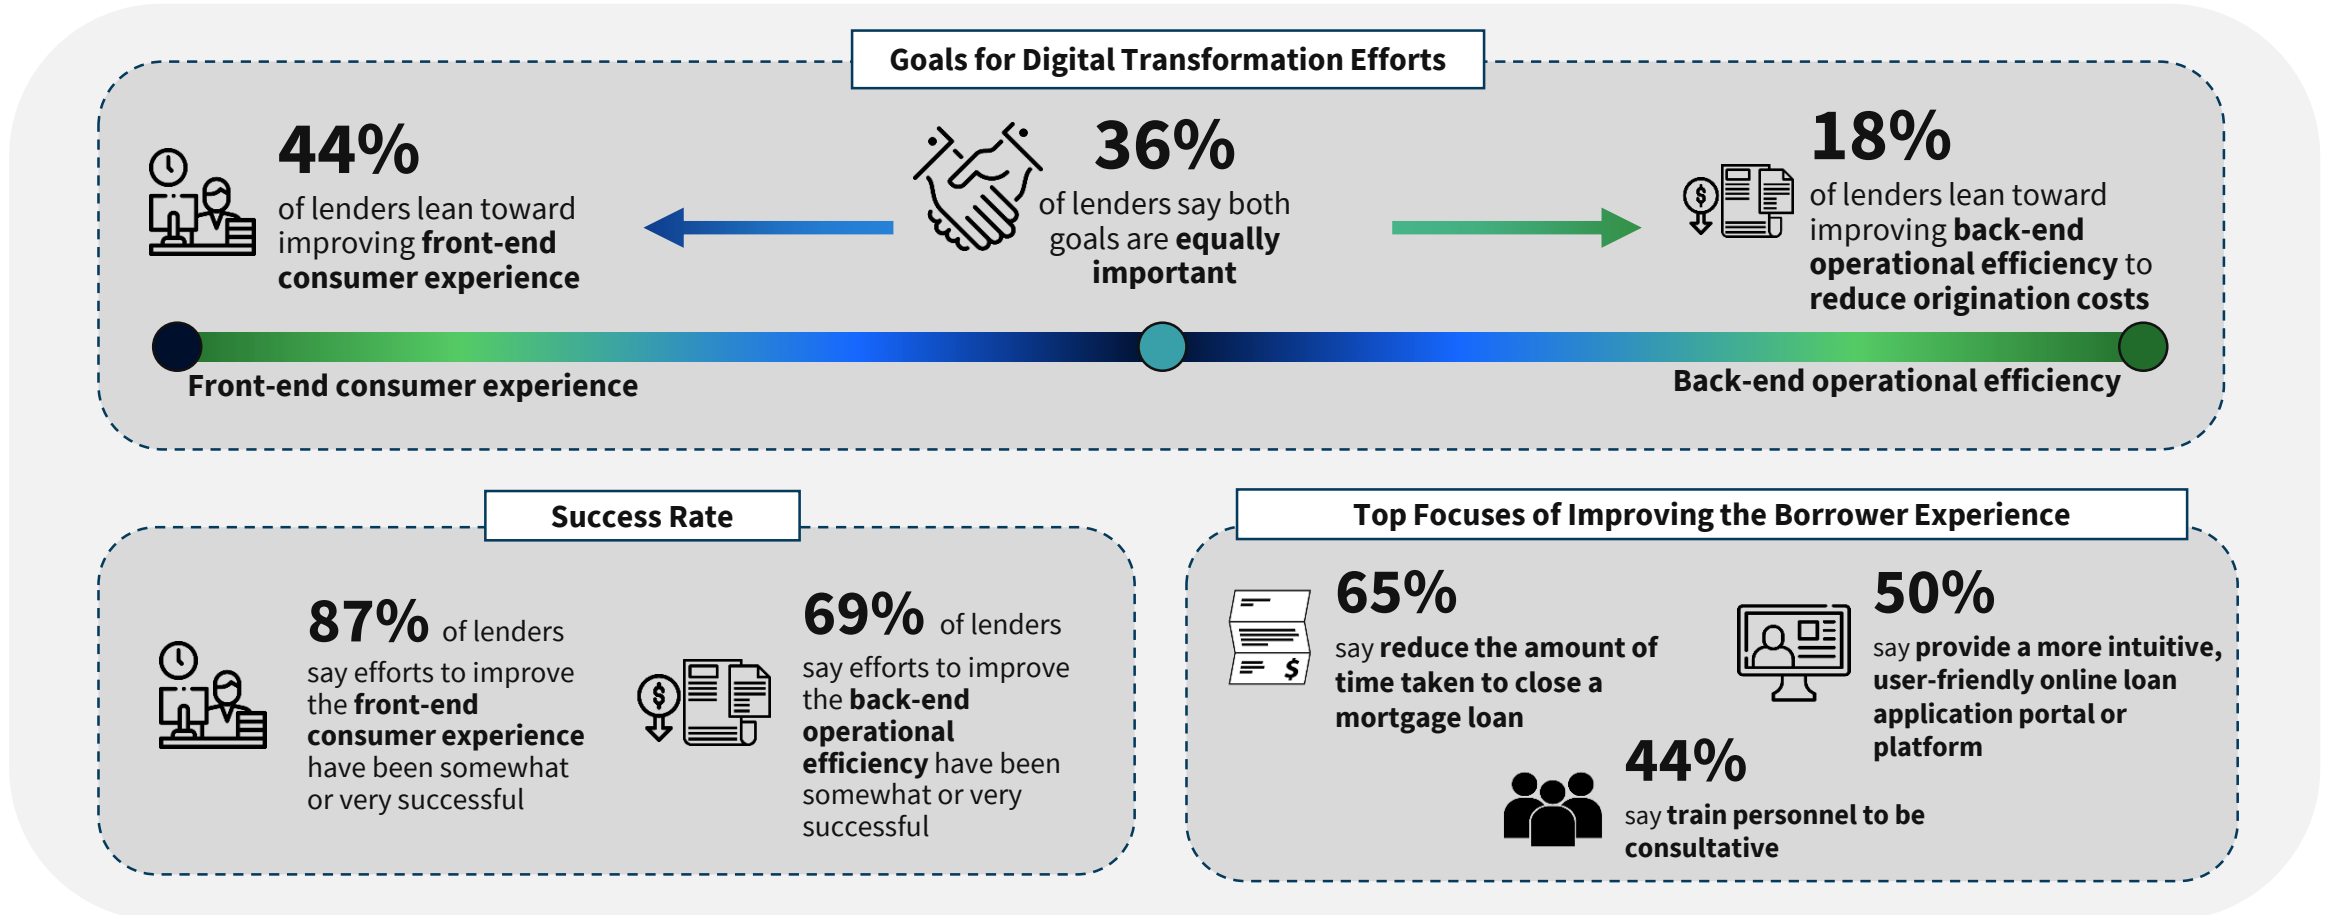 Goals for Digital Transformation Efforts
44%
of lenders lean toward
improving front-end
consumer experience
36%
of lenders say both
goals are equally
important
18%
of lenders lean toward
improving back-end
operational efficiency to
reduce origination costs
Front-end consumer experience
Back-end operational efficiency
Success Rate
87% of lenders
say efforts to improve
the front-end
consumer experience
have been somewhat
or very successful
69% of lenders
say efforts to improve
the back-end
operational
efficiency have been
somewhat or very
successful
Top Focuses of Improving the Borrower Experience
$
65%
say reduce the amount of
time taken to close a
mortgage loan
50%
say provide a more intuitive,
user-friendly online loan
application portal or
platform
44%
say train personnel to be
consultative